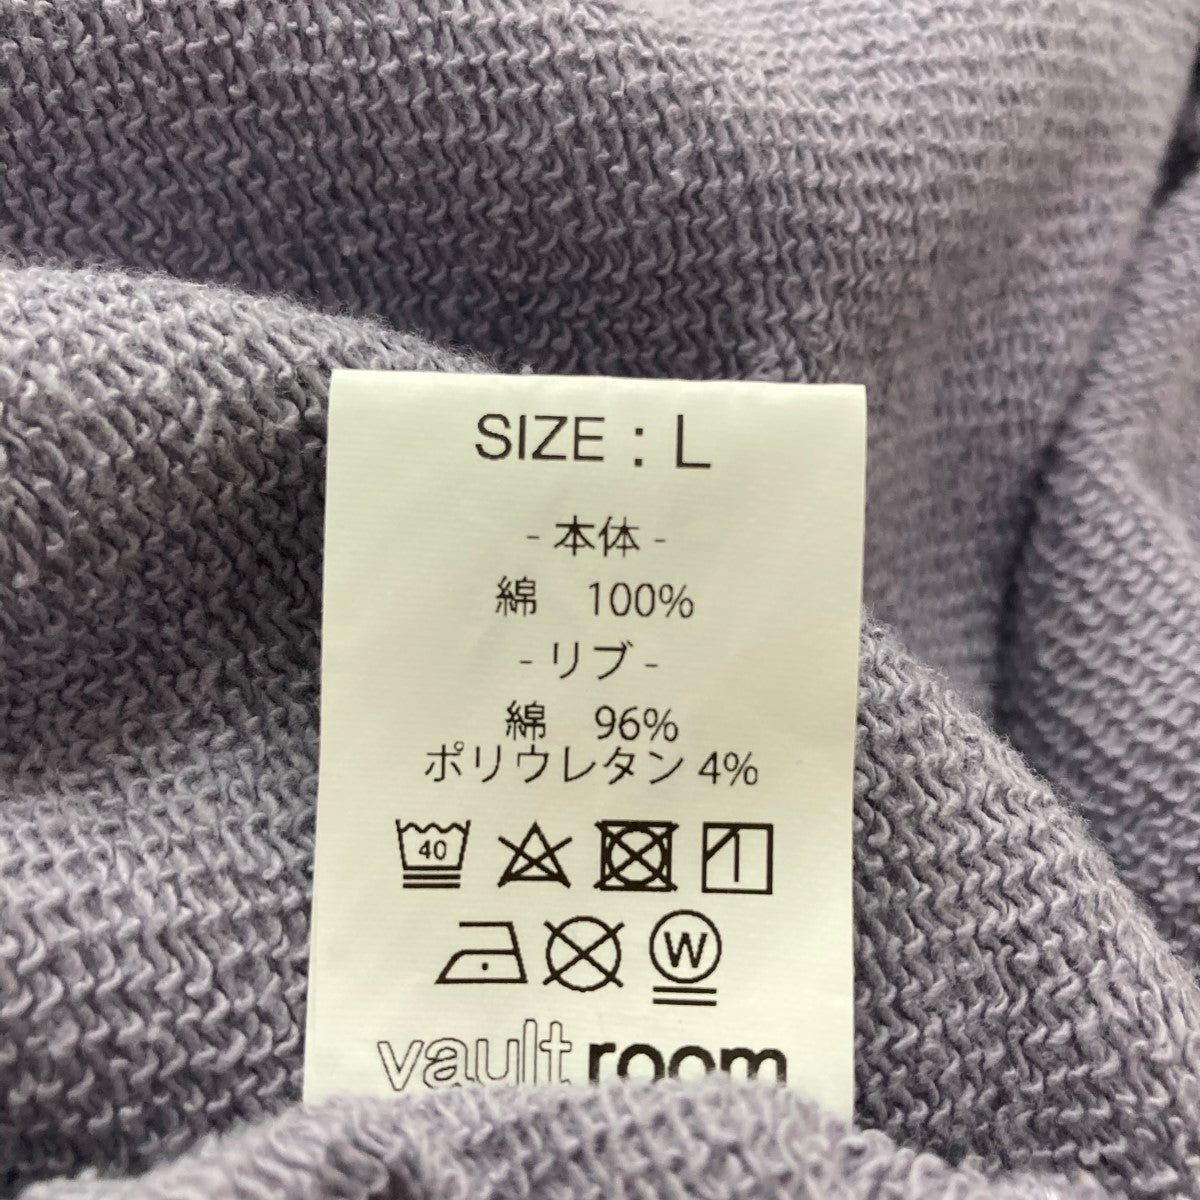 SIZE : L
- 本体 -
綿　100%
- リブ -
綿　96%
ポリウレタン 4%
40
W
vault room